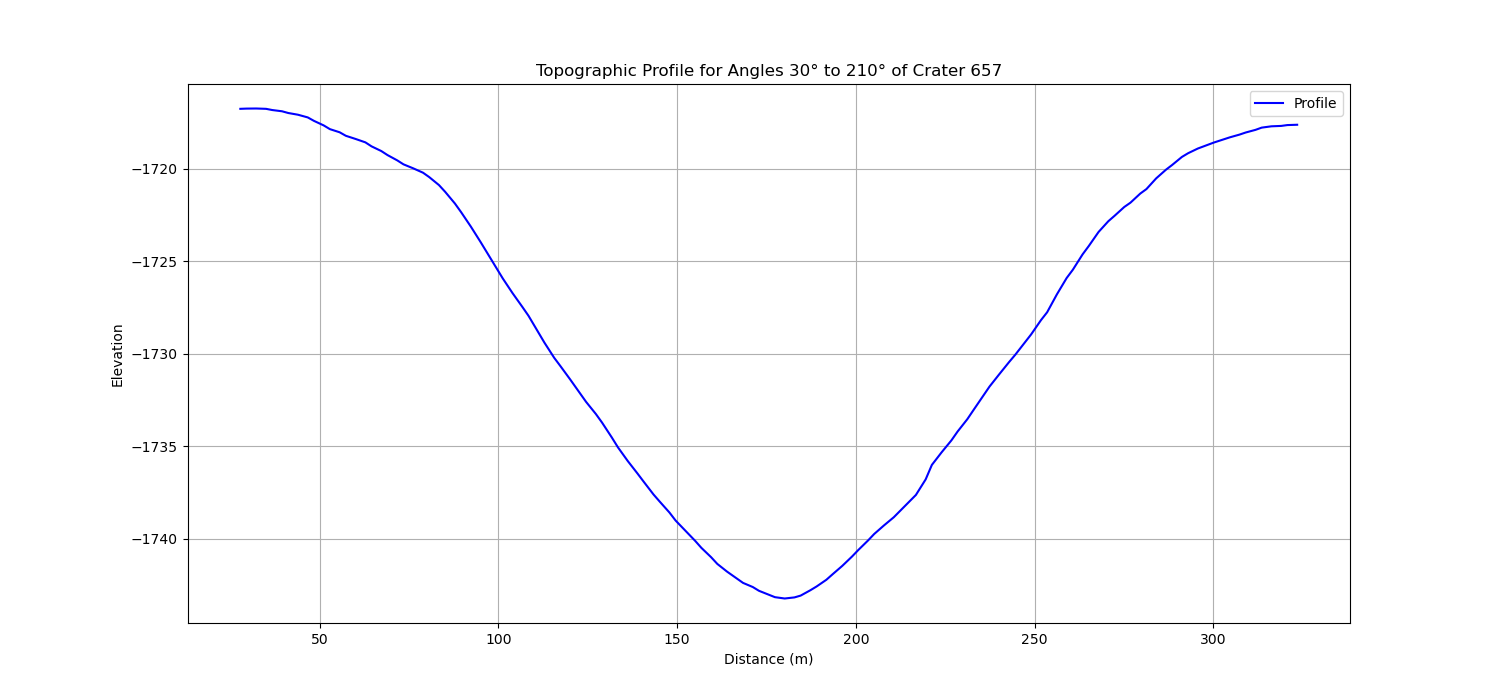 Topographic Profile for Angles 30° to 210° of Crater 657
Profile
−1720
−1725
−1730
−1735
−1740
Elevation
50 100 150 200 250 300
Distance (m)